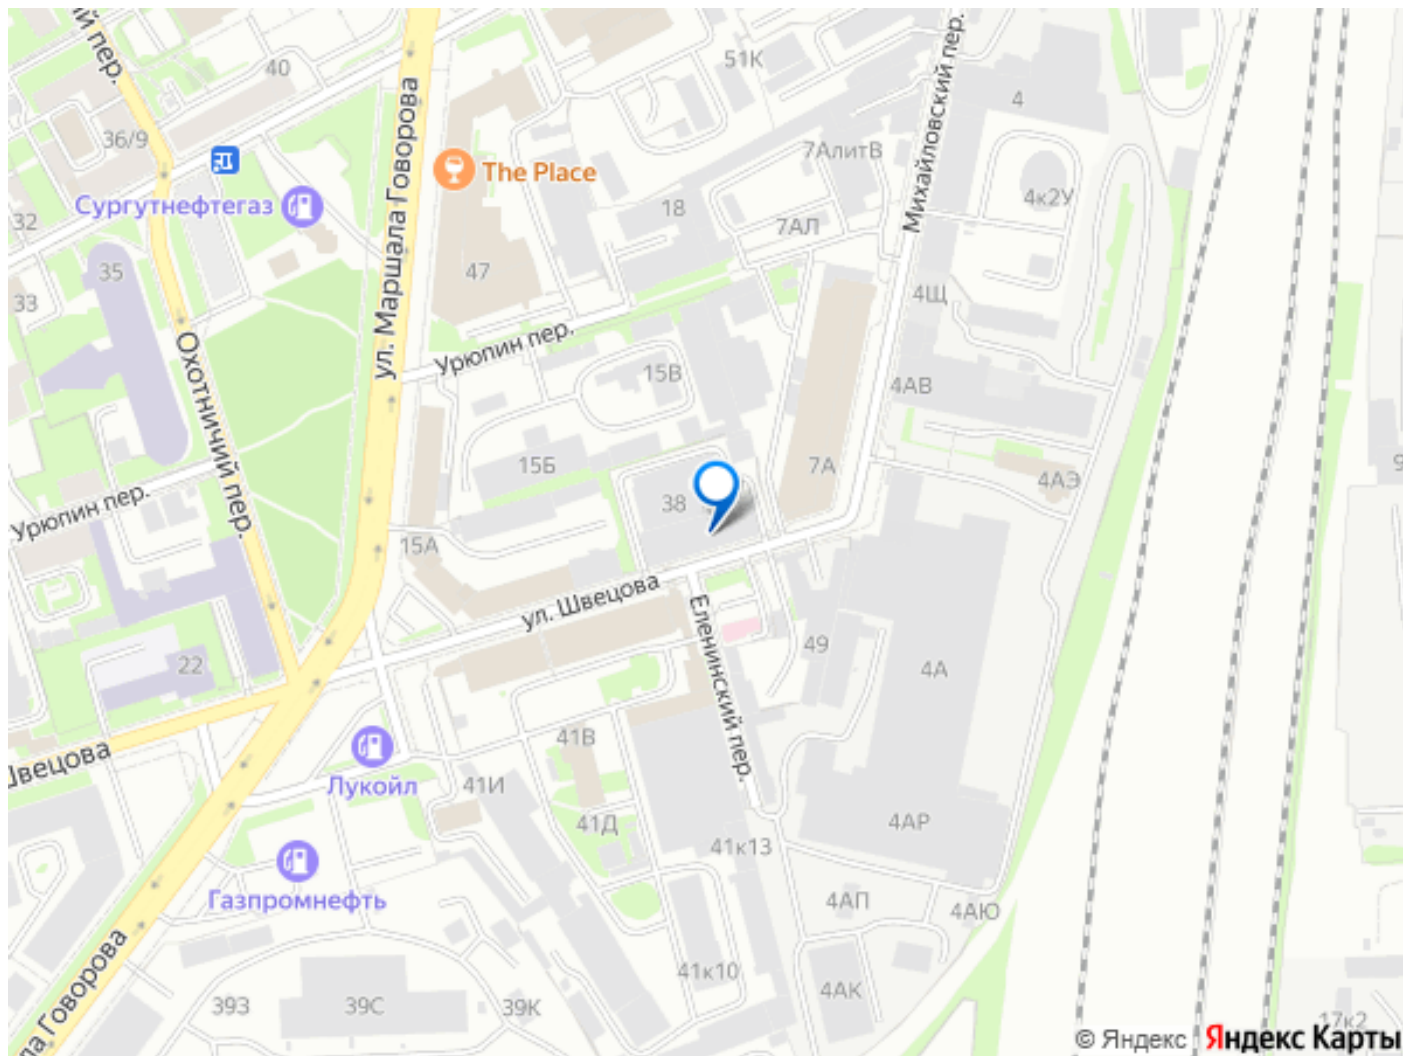 ий пер.
40
51К
Михайловский пер.
4
36/9
ул. Маршала Говорова
The Place
7АлитВ
4к2У
Сургутнефтегаз
32
18
7АЛ
35
47
33
4Щ
Урюпин пер.
Охотничий пер.
15В
4АВ
15Б
7А
4АЭ
Урюпин пер.
38
9
15А
ул. Швецова
Еленинский пер.
49
22
4А
Швецова
41В
Лукойл
41И
41Д
4АР
41к13
Газпромнефть
4АП
4АЮ
ла Говорова
41к10
4АК
39З
39С
39К
17к2
© Яндекс Яндекс Карты